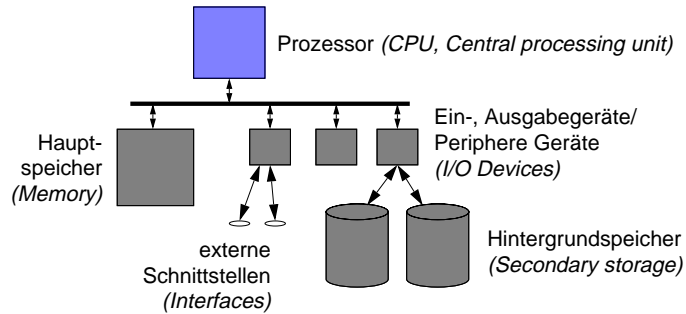 Prozessor (CPU, Central processing unit)
Haupt-
speicher
(Memory)
Ein-, Ausgabegeräte/
Periphere Geräte
(I/O Devices)
externe
Schnittstellen
(Interfaces)
Hintergrundspeicher
(Secondary storage)